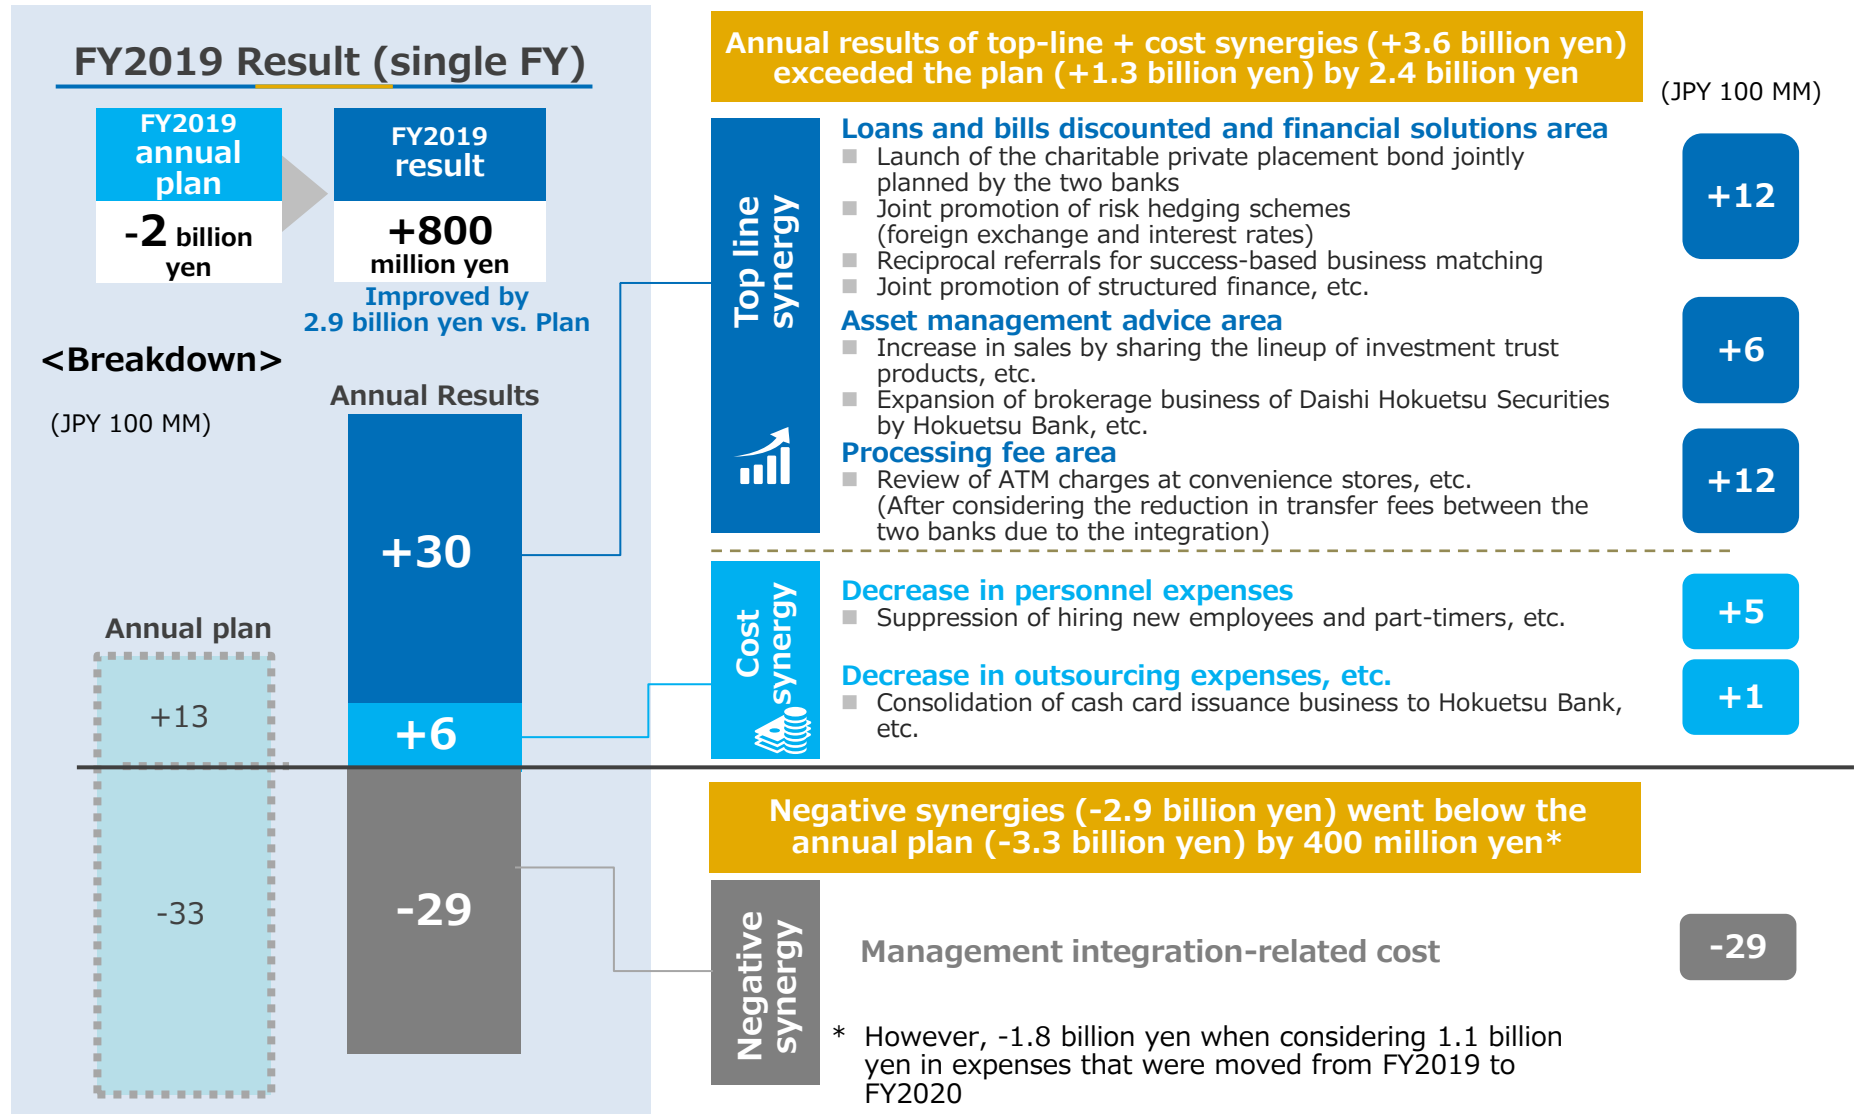 FY2019 Result (single FY)
FY2019
annual
plan
-2 billion
yen
FY2019
result
+800
million yen
Improved by
2.9 billion yen vs. Plan
<Breakdown>
(JPY 100 MM)
Annual Results
+30
+6
-29
Annual plan
+13
-33
Annual results of top-line + cost synergies (+3.6 billion yen)
exceeded the plan (+1.3 billion yen) by 2.4 billion yen
(JPY 100 MM)
Top line
synergy
Loans and bills discounted and financial solutions area
Launch of the charitable private placement bond jointly
planned by the two banks
Joint promotion of risk hedging schemes
(foreign exchange and interest rates)
Reciprocal referrals for success-based business matching
Joint promotion of structured finance, etc.
+12
Asset management advice area
Increase in sales by sharing the lineup of investment trust
products, etc.
Expansion of brokerage business of Daishi Hokuetsu Securities
by Hokuetsu Bank, etc.
+6
Processing fee area
Review of ATM charges at convenience stores, etc.
(After considering the reduction in transfer fees between the
two banks due to the integration)
+12
Cost
synergy
Decrease in personnel expenses
Suppression of hiring new employees and part-timers, etc.
+5
Decrease in outsourcing expenses, etc.
Consolidation of cash card issuance business to Hokuetsu Bank,
etc.
+1
Negative synergies (-2.9 billion yen) went below the
annual plan (-3.3 billion yen) by 400 million yen*
Negative
synergy
Management integration-related cost
-29
* However, -1.8 billion yen when considering 1.1 billion
yen in expenses that were moved from FY2019 to
FY2020